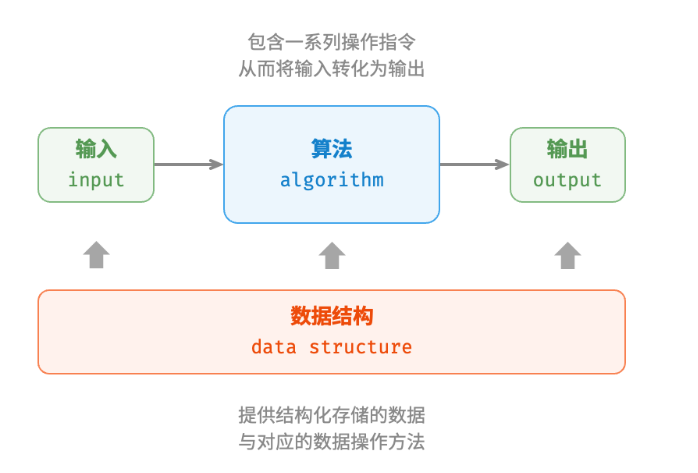 包含一系列操作指令
从而将输入转化为输出
输入
input
算法
algorithm
输出
output
数据结构
data structure
提供结构化存储的数据
与对应的数据操作方法